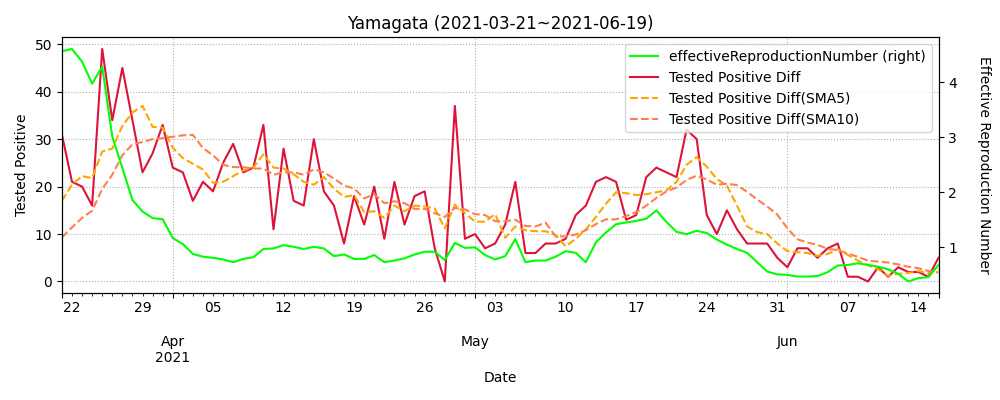 Yamagata (2021-03-21~2021-06-19)
effectiveReproductionNumber (right)
Tested Positive Diff
Tested Positive Diff(SMA5)
Tested Positive Diff(SMA10)
Tested Positive
50
40
30
20
10
0
4
3
2
1
Effective Reproduction Number
22 29 05 12 19 26 03 10 17 24 31 07 14
Apr May Jun
2021
Date